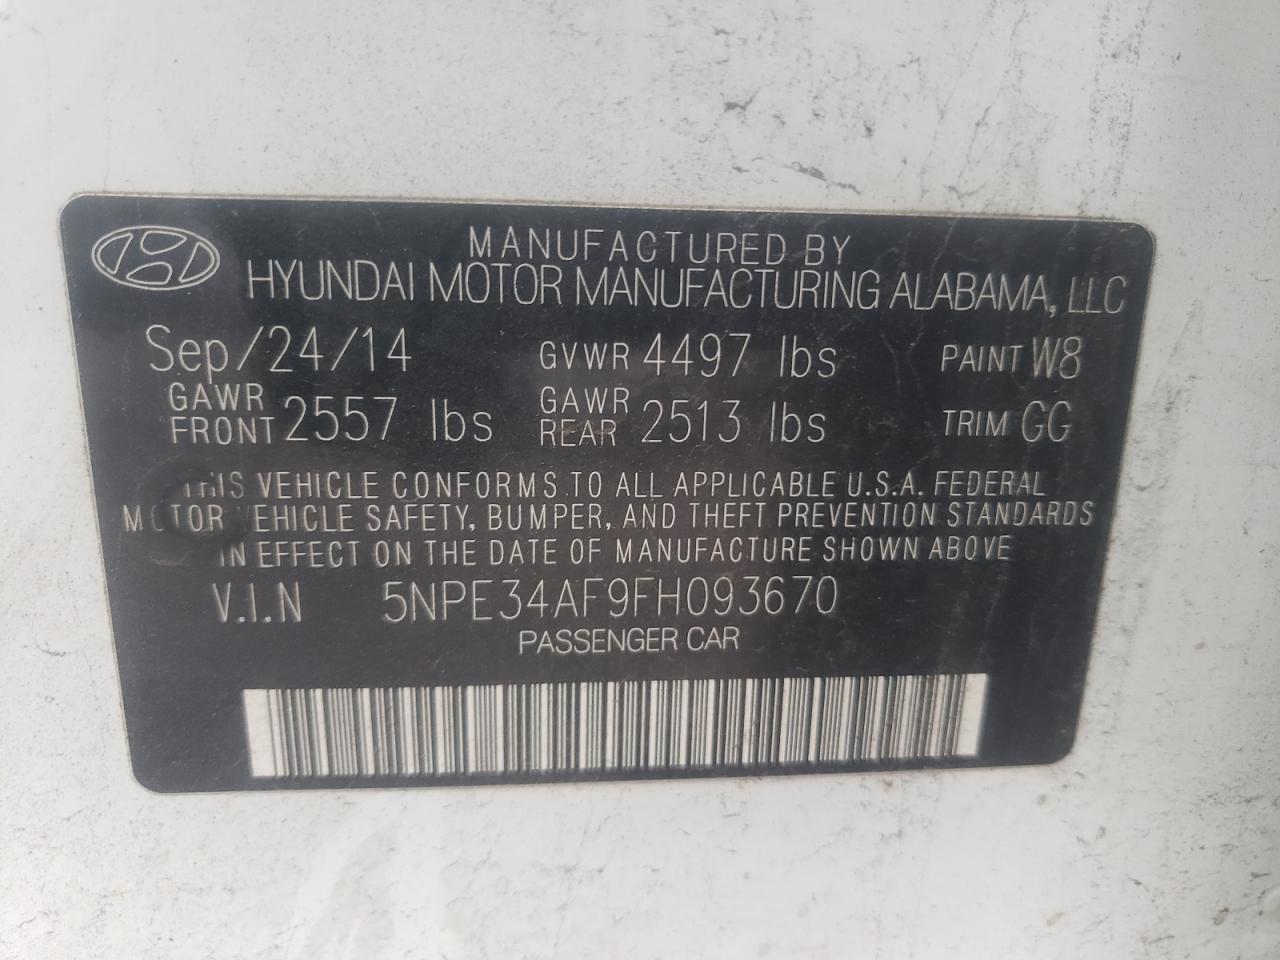 MANUFACTURED BY
HYUNDAI MOTOR MANUFACTURING ALABAMA, LLC
Sep/24/14 GVWR 4497 lbs PAINT W8
GAWR FRONT 2557 lbs GAWR REAR 2513 lbs TRIM GG
THIS VEHICLE CONFORMS TO ALL APPLICABLE U.S.A. FEDERAL
MOTOR VEHICLE SAFETY, BUMPER, AND THEFT PREVENTION STANDARDS
IN EFFECT ON THE DATE OF MANUFACTURE SHOWN ABOVE
V.I.N 5NPE34AF9FH093670
PASSENGER CAR